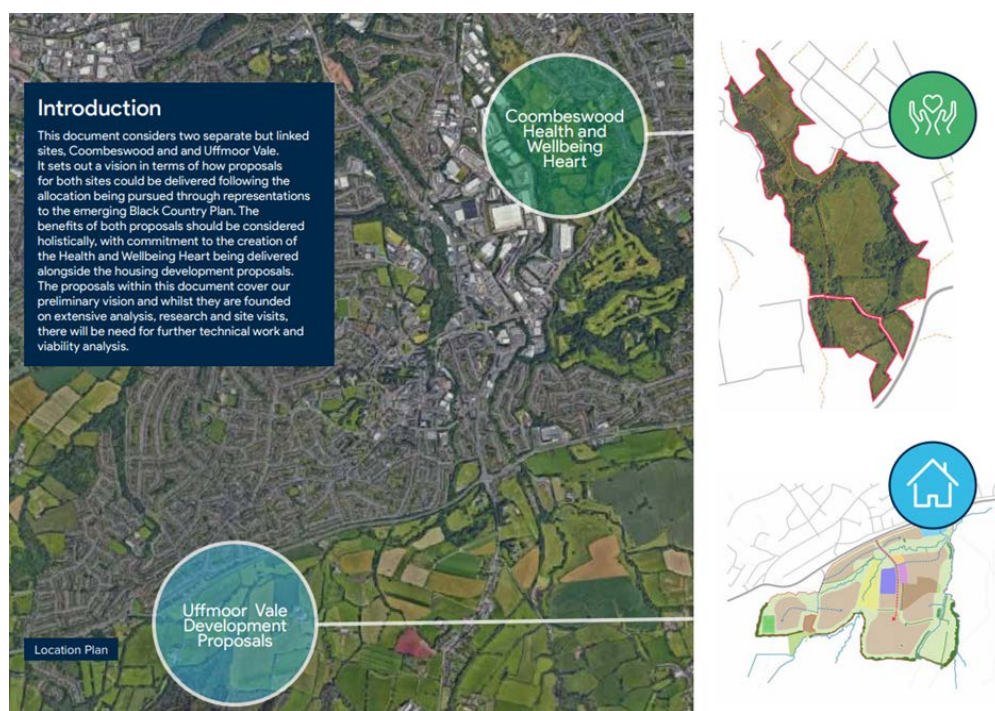 Introduction
This document considers two separate but linked
sites, Coombeswood and and Uffmoor Vale.
It sets out a vision in terms of how proposals
for both sites could be delivered following the
allocation being pursued through representations
to the emerging Black Country Plan. The
benefits of both proposals should be considered
holistically, with commitment to the creation of
the Health and Wellbeing Heart being delivered
alongside the housing development proposals.
The proposals within this document cover our
preliminary vision and whilst they are founded
on extensive analysis, research and site visits,
there will be need for further technical work and
viability analysis.
Coombeswood
Health and
Wellbeing
Heart
Uffmoor Vale
Development
Proposals
Location Plan